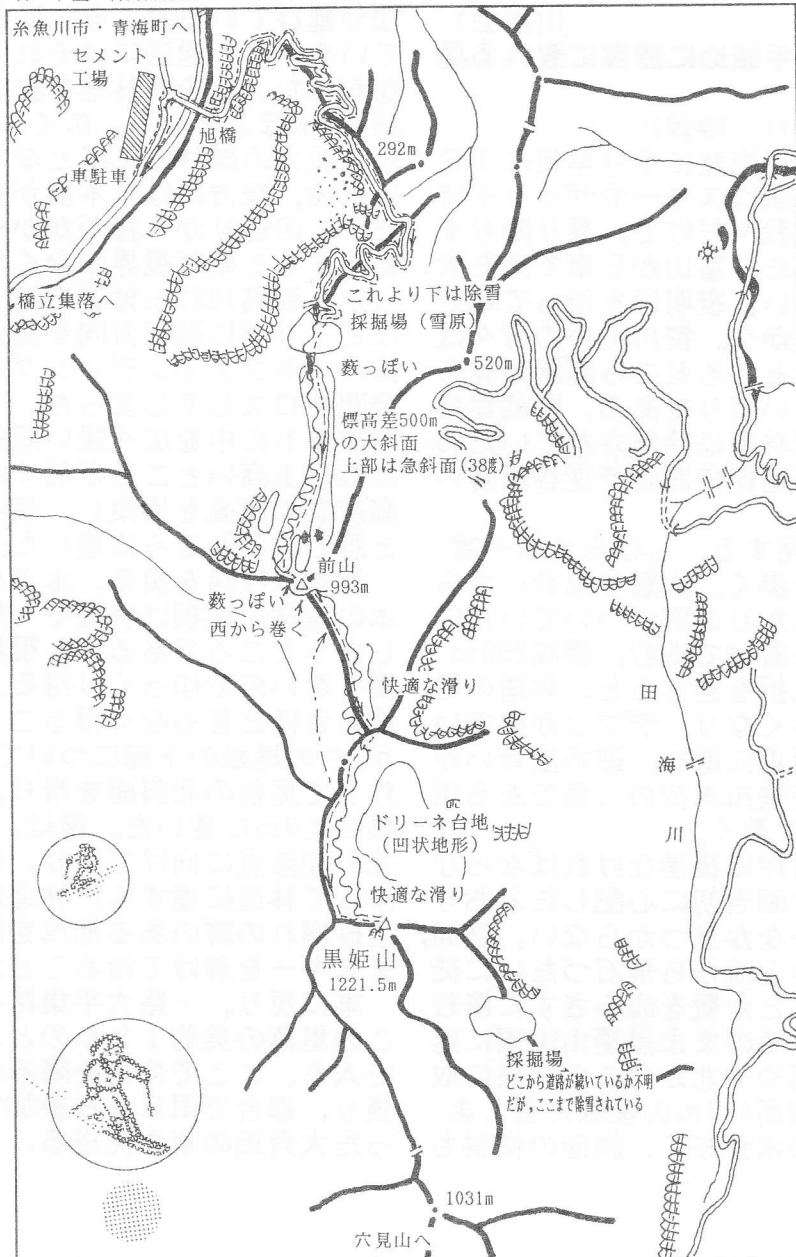 糸魚川市・青海町へ
セメント
工場
旭橋
車駐車
292m
橋立集落へ
これより下は除雪
採掘場（雪原）
藪っぽい
520m
標高差500m
の大斜面
上部は急斜面(38度)
前山
993m
藪っぽい
西から巻く
快適な滑り
田
海
川
ドリーネ台地
(凹状地形)
快適な滑り
黒姫山
1221.5m
採掘場
どこから道路が続いているか不明
だが,ここまで除雪されている
1031m
穴見山へ